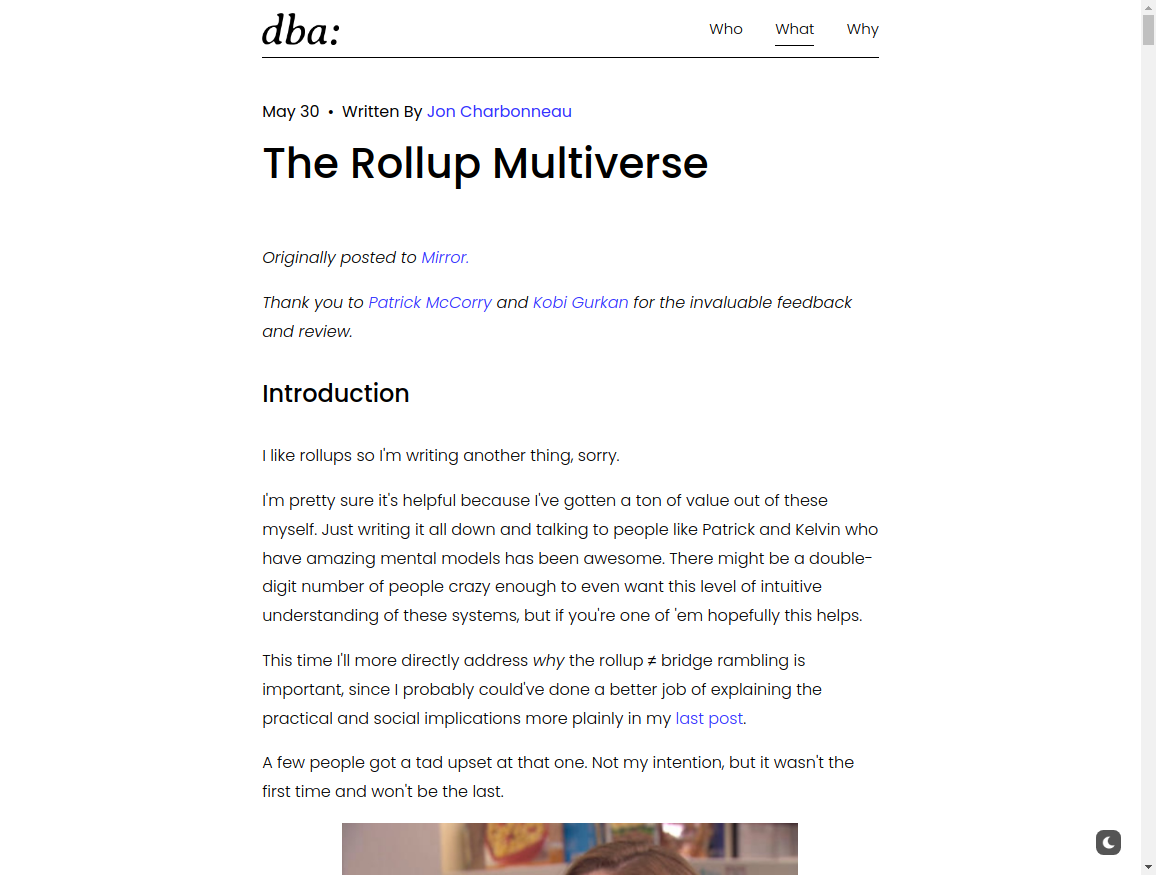 dba:
Who What Why
May 30 • Written By Jon Charbonneau
The Rollup Multiverse
Originally posted to Mirror.
Thank you to Patrick McCorry and Kobi Gurkan for the invaluable feedback
and review.
Introduction
I like rollups so I'm writing another thing, sorry.
I'm pretty sure it's helpful because I've gotten a ton of value out of these
myself. Just writing it all down and talking to people like Patrick and Kelvin who
have amazing mental models has been awesome. There might be a double-
digit number of people crazy enough to even want this level of intuitive
understanding of these systems, but if you're one of 'em hopefully this helps.
This time I'll more directly address why the rollup ≠ bridge rambling is
important, since I probably could've done a better job of explaining the
practical and social implications more plainly in my last post.
A few people got a tad upset at that one. Not my intention, but it wasn't the
first time and won't be the last.